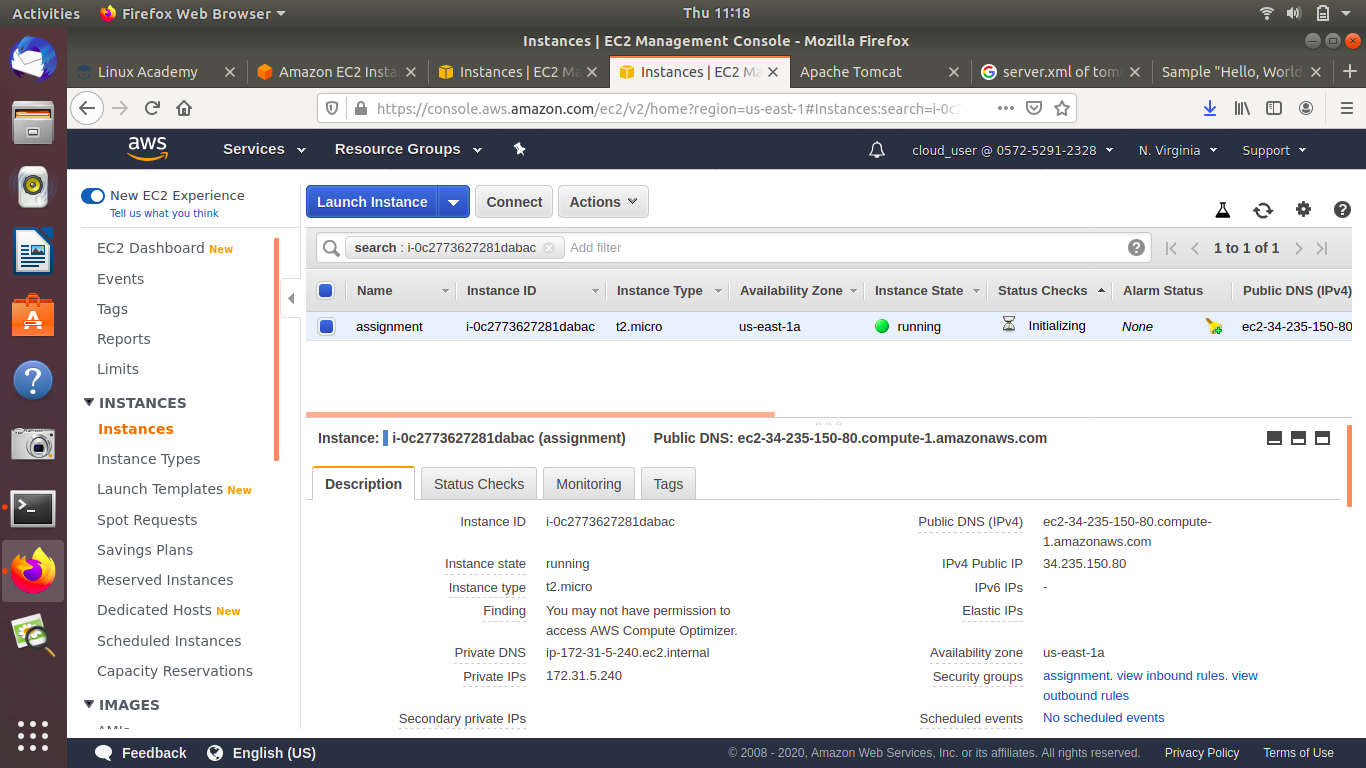 Activities Firefox Web Browser Thu 11:18
Instances | EC2 Management Console - Mozilla Firefox
Linux Academy Amazon EC2 Insta Instances | EC2 Ma Instances | EC2 Ma Apache Tomcat server.xml of tom Sample "Hello, World
https://console.aws.amazon.com/ec2/v2/home?region=us-east-1#Instances:search=i-0c2
aws Services Resource Groups cloud_user @ 0572-5291-2328 N. Virginia Support
New EC2 Experience
Tell us what you think
EC2 Dashboard New
Events
Tags
Reports
Limits
INSTANCES
Instances
Instance Types
Launch Templates New
Spot Requests
Savings Plans
Reserved Instances
Dedicated Hosts New
Scheduled Instances
Capacity Reservations
IMAGES
AMIs
Launch Instance Connect Actions
search : i-0c2773627281dabac Add filter 1 to 1 of 1
Name Instance ID Instance Type Availability Zone Instance State Status Checks Alarm Status Public DNS (IPv4)
assignment i-0c2773627281dabac t2.micro us-east-1a running Initializing None ec2-34-235-150-80
Instance: i-0c2773627281dabac (assignment) Public DNS: ec2-34-235-150-80.compute-1.amazonaws.com
Description Status Checks Monitoring Tags
Instance ID i-0c2773627281dabac
Instance state running
Instance type t2.micro
Finding You may not have permission to
access AWS Compute Optimizer.
Private DNS ip-172-31-5-240.ec2.internal
Private IPs 172.31.5.240
Secondary private IPs
Public DNS (IPv4) ec2-34-235-150-80.compute-
1.amazonaws.com
IPv4 Public IP 34.235.150.80
IPv6 IPs -
Elastic IPs
Availability zone us-east-1a
Security groups assignment. view inbound rules. view
outbound rules
Scheduled events No scheduled events
Feedback English (US) © 2008 - 2020, Amazon Web Services, Inc. or its affiliates. All rights reserved. Privacy Policy Terms of Use